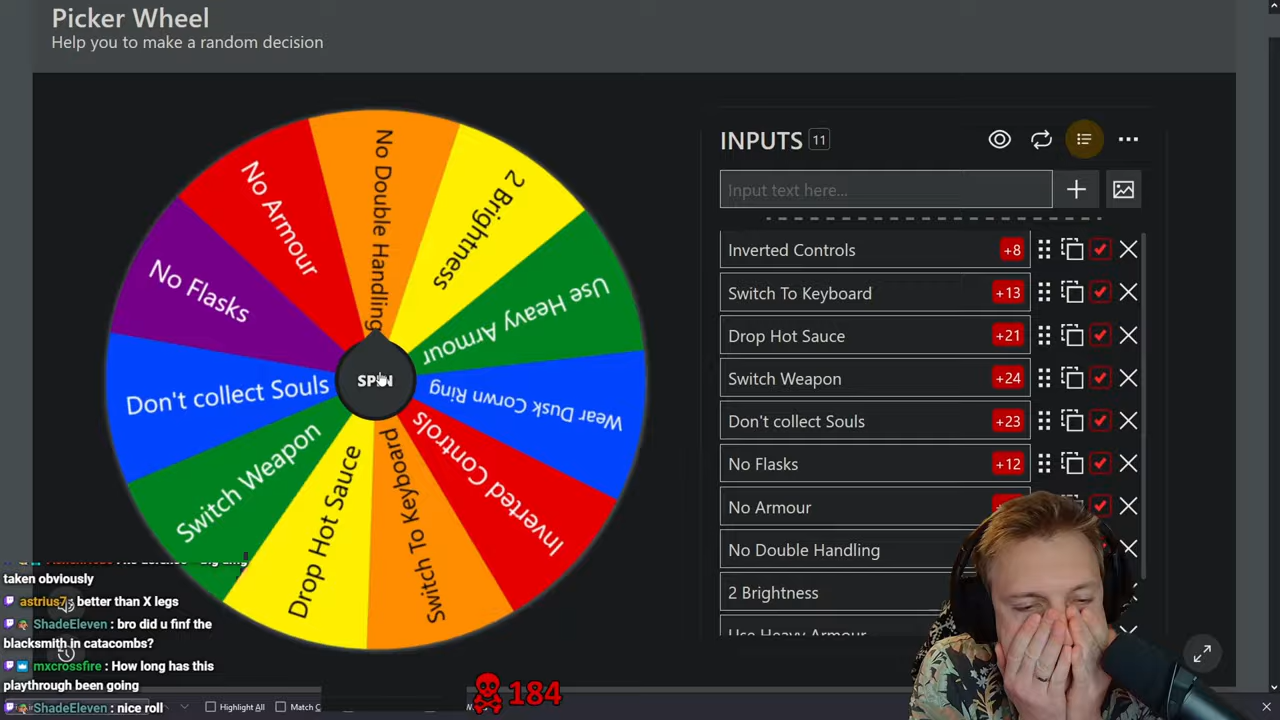 Picker Wheel
Help you to make a random decision
No Double Handling
2 Brightness
Use Heavy Armour
Wear Dusk Corwn Ring
Inverted Controls
Switch To Keyboard
Drop Hot Sauce
Switch Weapon
Don't collect Souls
No Flasks
No Armour
INPUTS 11
Input text here...
Inverted Controls +8
Switch To Keyboard +13
Drop Hot Sauce +21
Switch Weapon +24
Don't collect Souls +23
No Flasks +12
No Armour
No Double Handling
2 Brightness
Use Heavy Armour
taken obviously
astrius7: better than X legs
ShadeEleven: bro did u finf the
blacksmith in catacombs?
mxcrossfire: How long has this
playthrough been going
ShadeEleven: nice roll
Highlight All
184